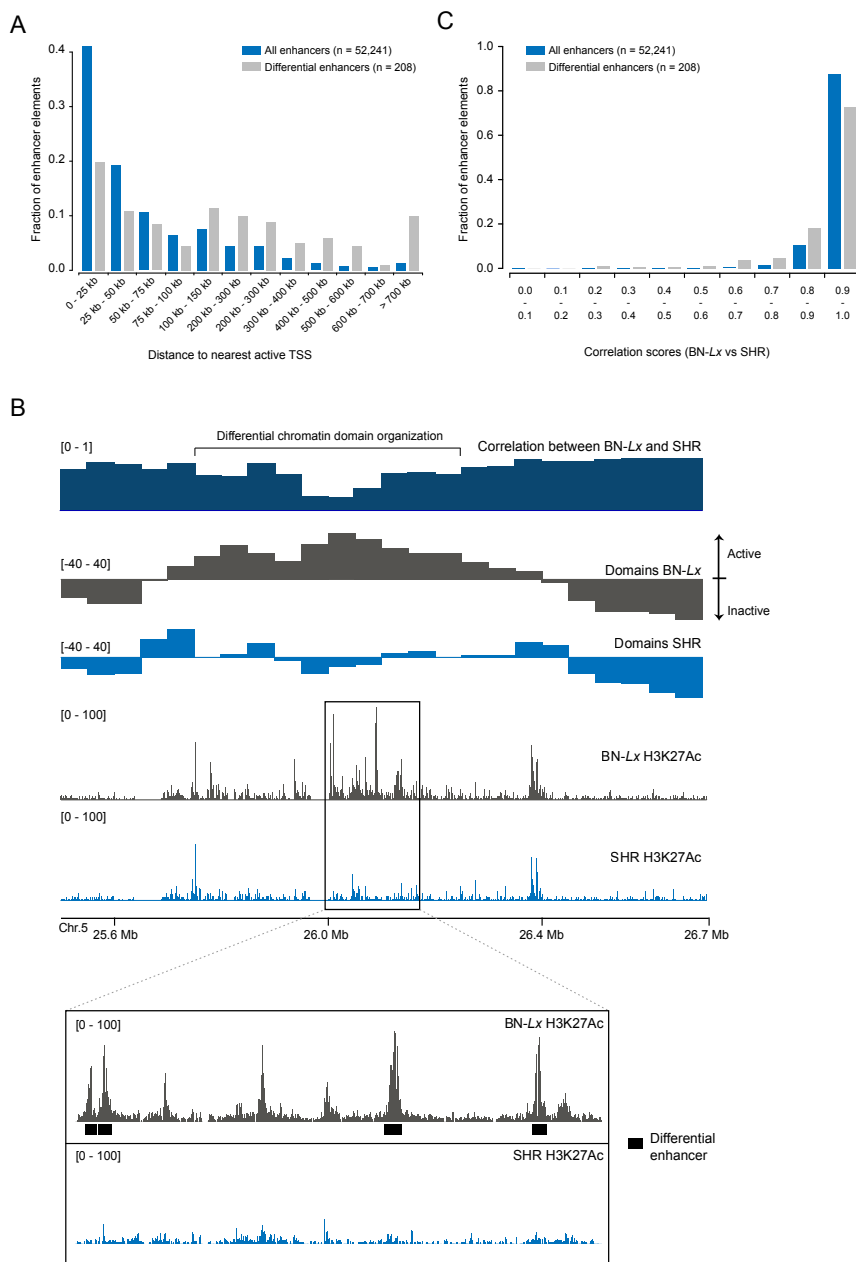 A
All enhancers (n = 52,241)
Differential enhancers (n = 208)
Fraction of enhancer elements
0.4
0.3
0.2
0.1
0.0
0 - 25 kb
25 kb - 50 kb
50 kb - 75 kb
75 kb - 100 kb
100 kb - 150 kb
200 kb - 300 kb
200 kb - 300 kb
300 kb - 400 kb
400 kb - 500 kb
500 kb - 600 kb
600 kb -700 kb
> 700 kb
Distance to nearest active TSS
C
All enhancers (n = 52,241)
Differential enhancers (n = 208)
Fraction of enhancer elements
1.0
0.8
0.6
0.4
0.2
0.0
0.0 - 0.1
0.1 - 0.2
0.2 - 0.3
0.3 - 0.4
0.4 - 0.5
0.5 - 0.6
0.6 - 0.7
0.7 - 0.8
0.8 - 0.9
0.9 - 1.0
Correlation scores (BN-Lx vs SHR)
B
Differential chromatin domain organization
[0 - 1]
Correlation between BN-Lx and SHR
[-40 - 40]
Domains BN-Lx
Active
Inactive
[-40 - 40]
Domains SHR
[0 - 100]
BN-Lx H3K27Ac
[0 - 100]
SHR H3K27Ac
Chr.5
25.6 Mb
26.0 Mb
26.4 Mb
26.7 Mb
[0 - 100]
BN-Lx H3K27Ac
Differential
enhancer
[0 - 100]
SHR H3K27Ac